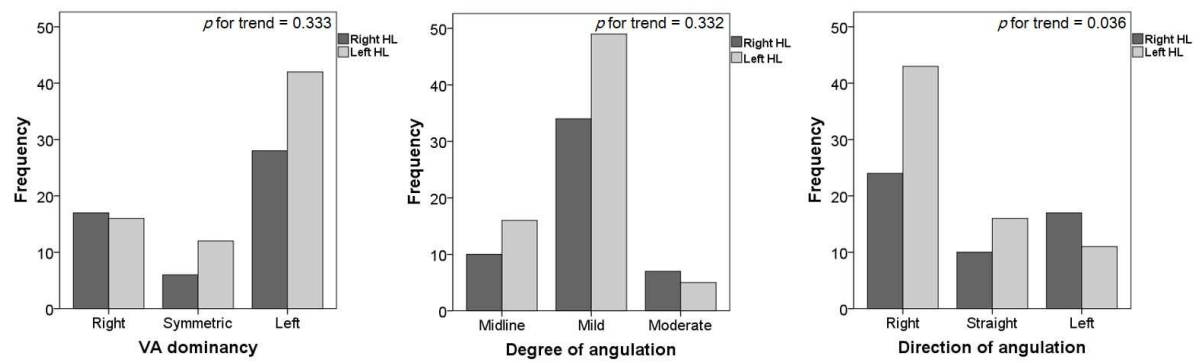 p for trend = 0.333
Right HL
Left HL
50
40
30
20
10
0
Frequency
Right Symmetric Left
VA dominancy
p for trend = 0.332
Right HL
Left HL
50
40
30
20
10
0
Frequency
Midline Mild Moderate
Degree of angulation
p for trend = 0.036
Right HL
Left HL
50
40
30
20
10
0
Frequency
Right Straight Left
Direction of angulation